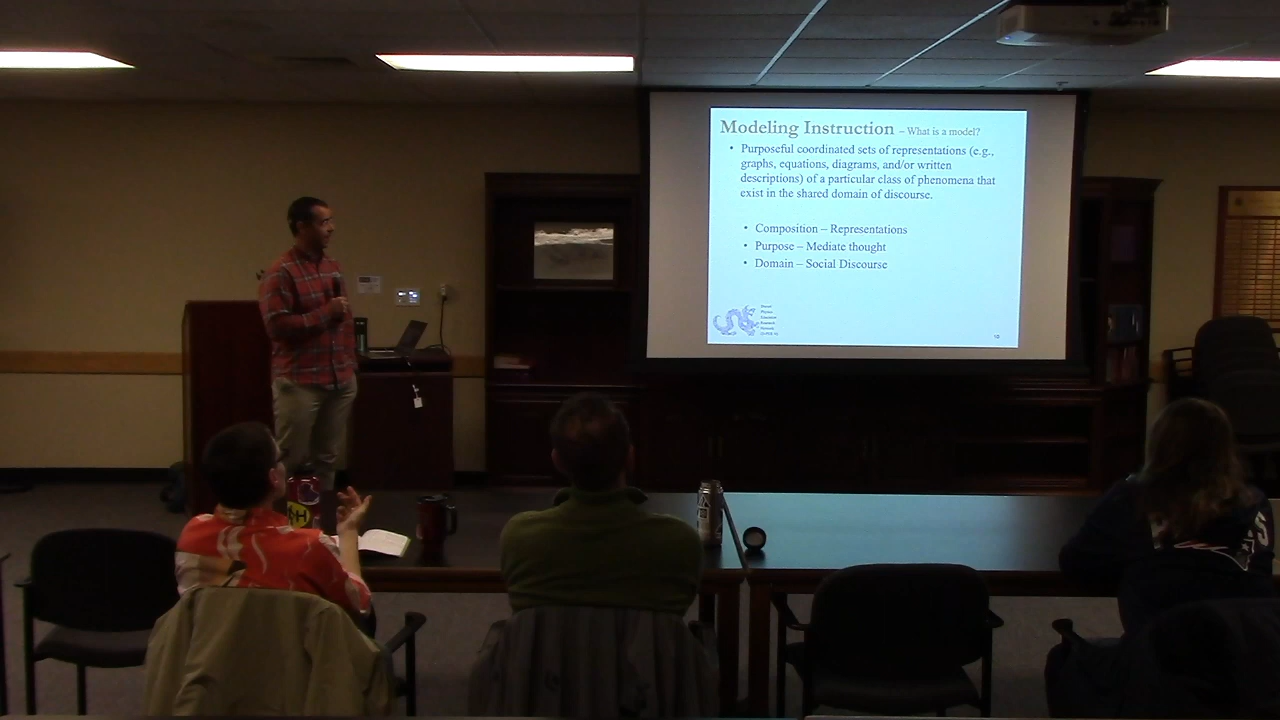 Modeling Instruction – What is a model?
• Purposeful coordinated sets of representations (e.g.,
graphs, equations, diagrams, and/or written
descriptions) of a particular class of phenomena that
exist in the shared domain of discourse.
• Composition – Representations
• Purpose – Mediate thought
• Domain – Social Discourse
10